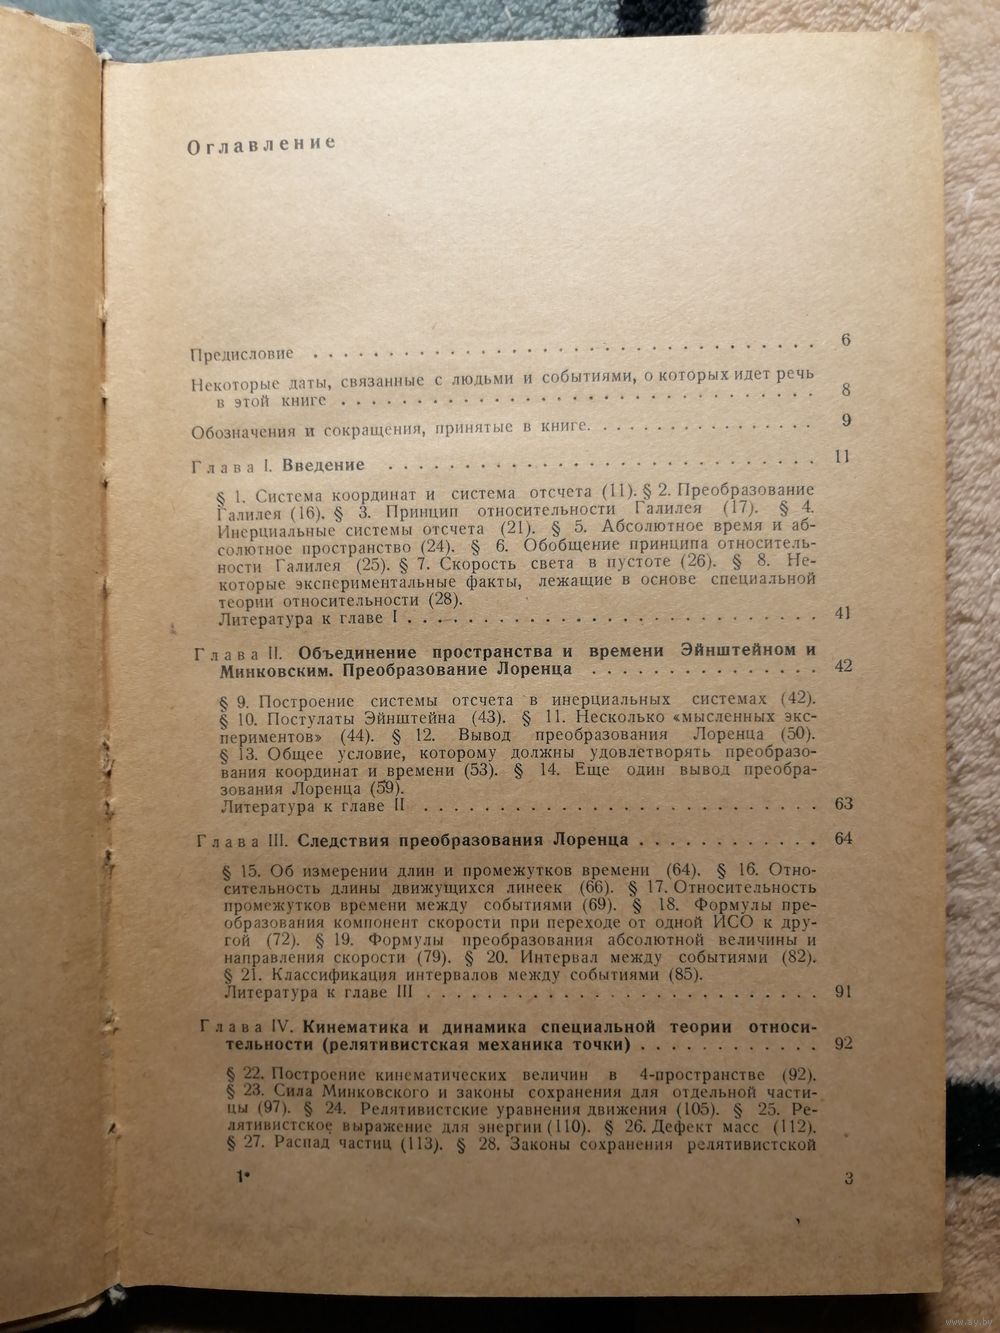 Оглавление
Предисловие . . . . . . . . . . . . . . . . . . . . . . . . . . . . . . . . . . 6
Некоторые даты, связанные с людьми и событиями, о которых идет речь
в этой книге . . . . . . . . . . . . . . . . . . . . . . . . . . . . . . . . 8
Обозначения и сокращения, принятые в книге. . . . . . . . . . . . . . . . 9
Глава I. Введение . . . . . . . . . . . . . . . . . . . . . . . . . . . . . 11
§ 1. Система координат и система отсчета (11). § 2. Преобразование
Галилея (16). § 3. Принцип относительности Галилея (17). § 4.
Инерциальные системы отсчета (21). § 5. Абсолютное время и аб-
солютное пространство (24). § 6. Обобщение принципа относитель-
ности Галилея (25). § 7. Скорость света в пустоте (26). § 8. Не-
которые экспериментальные факты, лежащие в основе специальной
теории относительности (28).
Литература к главе I . . . . . . . . . . . . . . . . . . . . . . . . . . . 41
Глава II. Объединение пространства и времени Эйнштейном и
Минковским. Преобразование Лоренца . . . . . . . . . . . . . . . 42
§ 9. Построение системы отсчета в инерциальных системах (42).
§ 10. Постулаты Эйнштейна (43). § 11. Несколько «мысленных экс-
периментов» (44). § 12. Вывод преобразования Лоренца (50).
§ 13. Общее условие, которому должны удовлетворять преобразо-
вания координат и времени (53). § 14. Еще один вывод преобра-
зования Лоренца (59).
Литература к главе II . . . . . . . . . . . . . . . . . . . . . . . . . . 63
Глава III. Следствия преобразования Лоренца . . . . . . . . . . . . 64
§ 15. Об измерении длин и промежутков времени (64). § 16. Отно-
сительность длины движущихся линеек (66). § 17. Относительность
промежутков времени между событиями (69). § 18. Формулы пре-
образования компонент скорости при переходе от одной ИСО к дру-
гой (72). § 19. Формулы преобразования абсолютной величины и
направления скорости (79). § 20. Интервал между событиями (82).
§ 21. Классификация интервалов между событиями (85).
Литература к главе III . . . . . . . . . . . . . . . . . . . . . . . . . . 91
Глава IV. Кинематика и динамика специальной теории относи-
тельности (релятивистская механика точки) . . . . . . . . . . . . 92
§ 22. Построение кинематических величин в 4-пространстве (92).
§ 23. Сила Минковского и законы сохранения для отдельной части-
цы (97). § 24. Релятивистские уравнения движения (105). § 25. Ре-
лятивистское выражение для энергии (110). § 26. Дефект масс (112).
§ 27. Распад частиц (113). § 28. Законы сохранения релятивистской
1* 3
www.ay.by